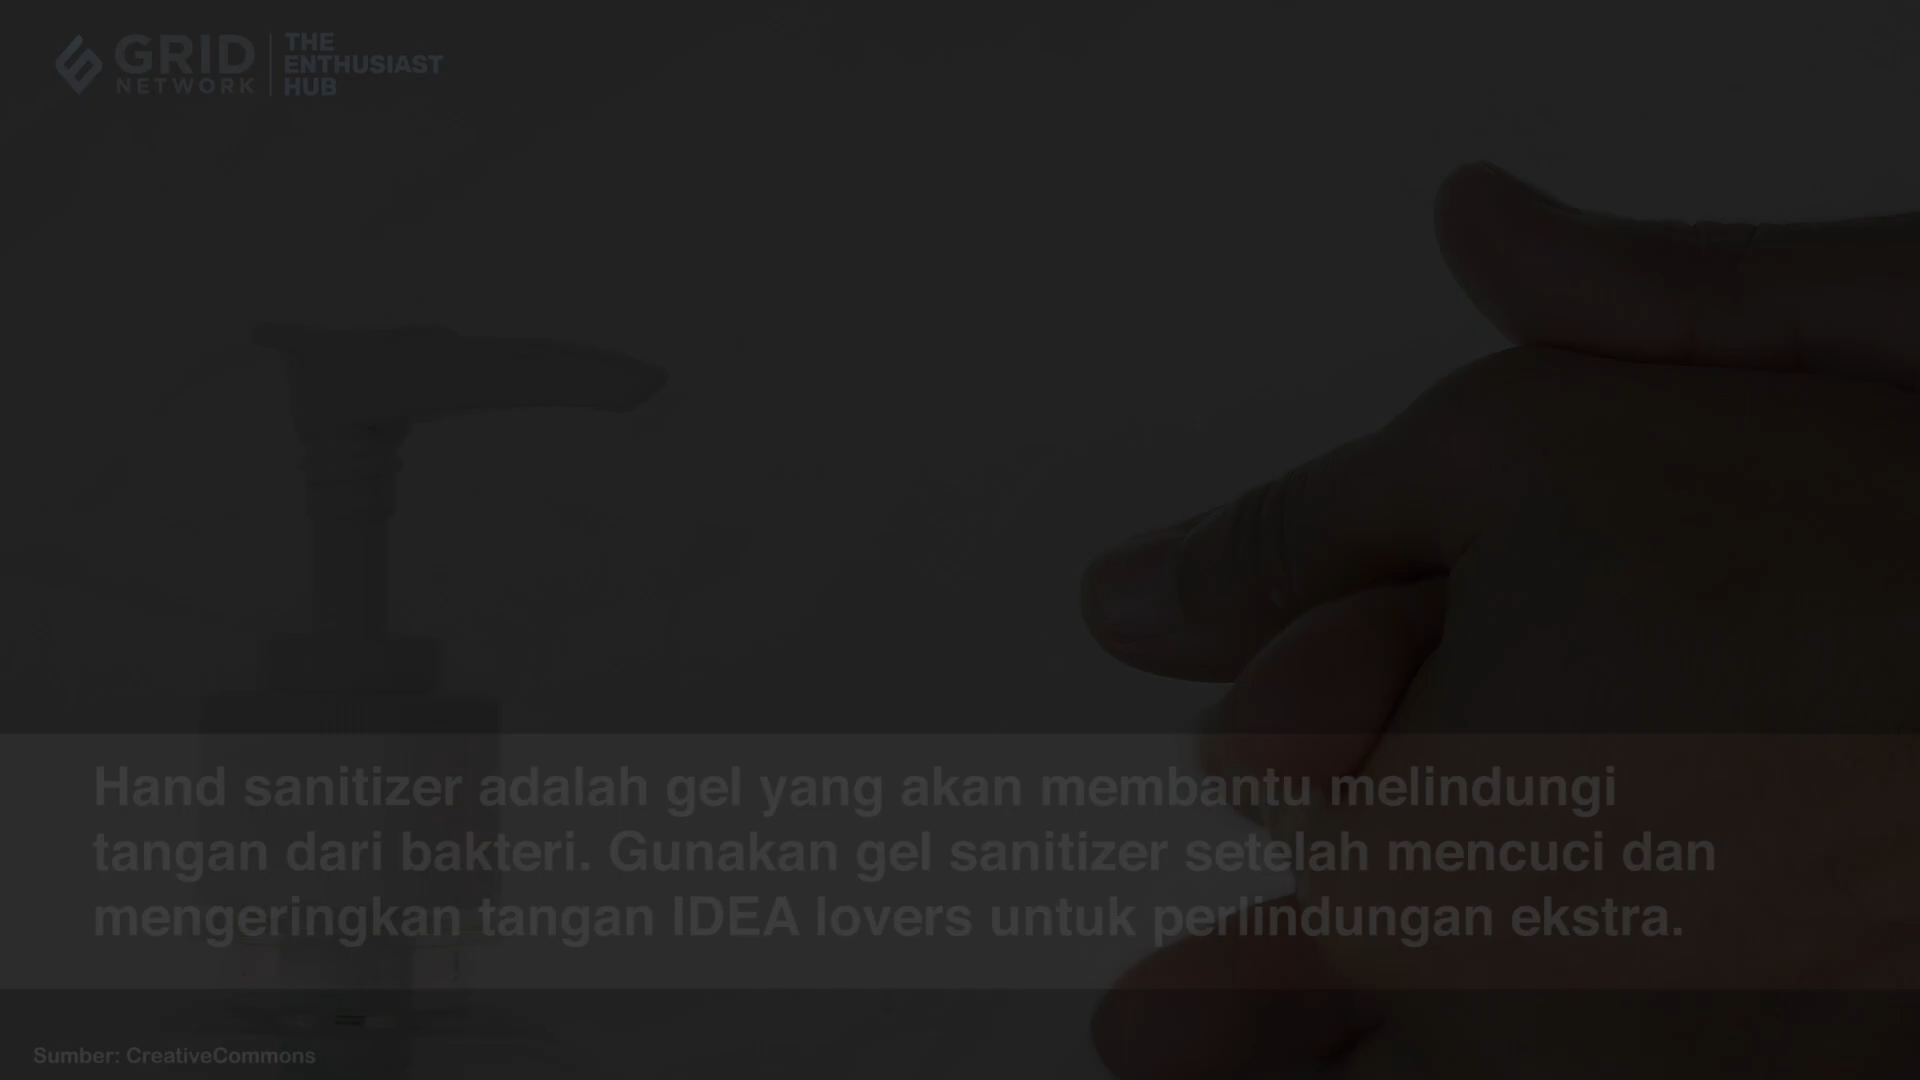 GRID
NETWORK
THE
ENTHUSIAST
HUB
Hand sanitizer adalah gel yang akan membantu melindungi
tangan dari bakteri. Gunakan gel sanitizer setelah mencuci dan
mengeringkan tangan IDEA lovers untuk perlindungan ekstra.
Sumber: CreativeCommons